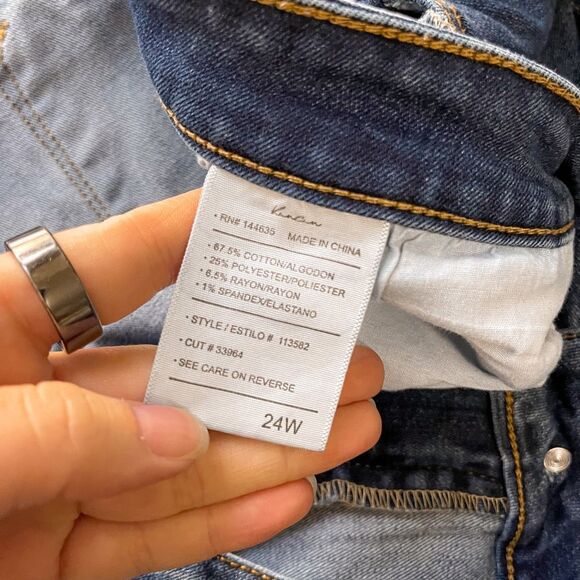 KanCan
• RN# 144635 MADE IN CHINA
• 67.5% COTTON/ALGODON
• 25% POLYESTER/POLIESTER
• 6.5% RAYON/RAYON
• 1% SPANDEX/ELASTANO
• STYLE / ESTILO # 113582
• CUT # 33964
• SEE CARE ON REVERSE
24W